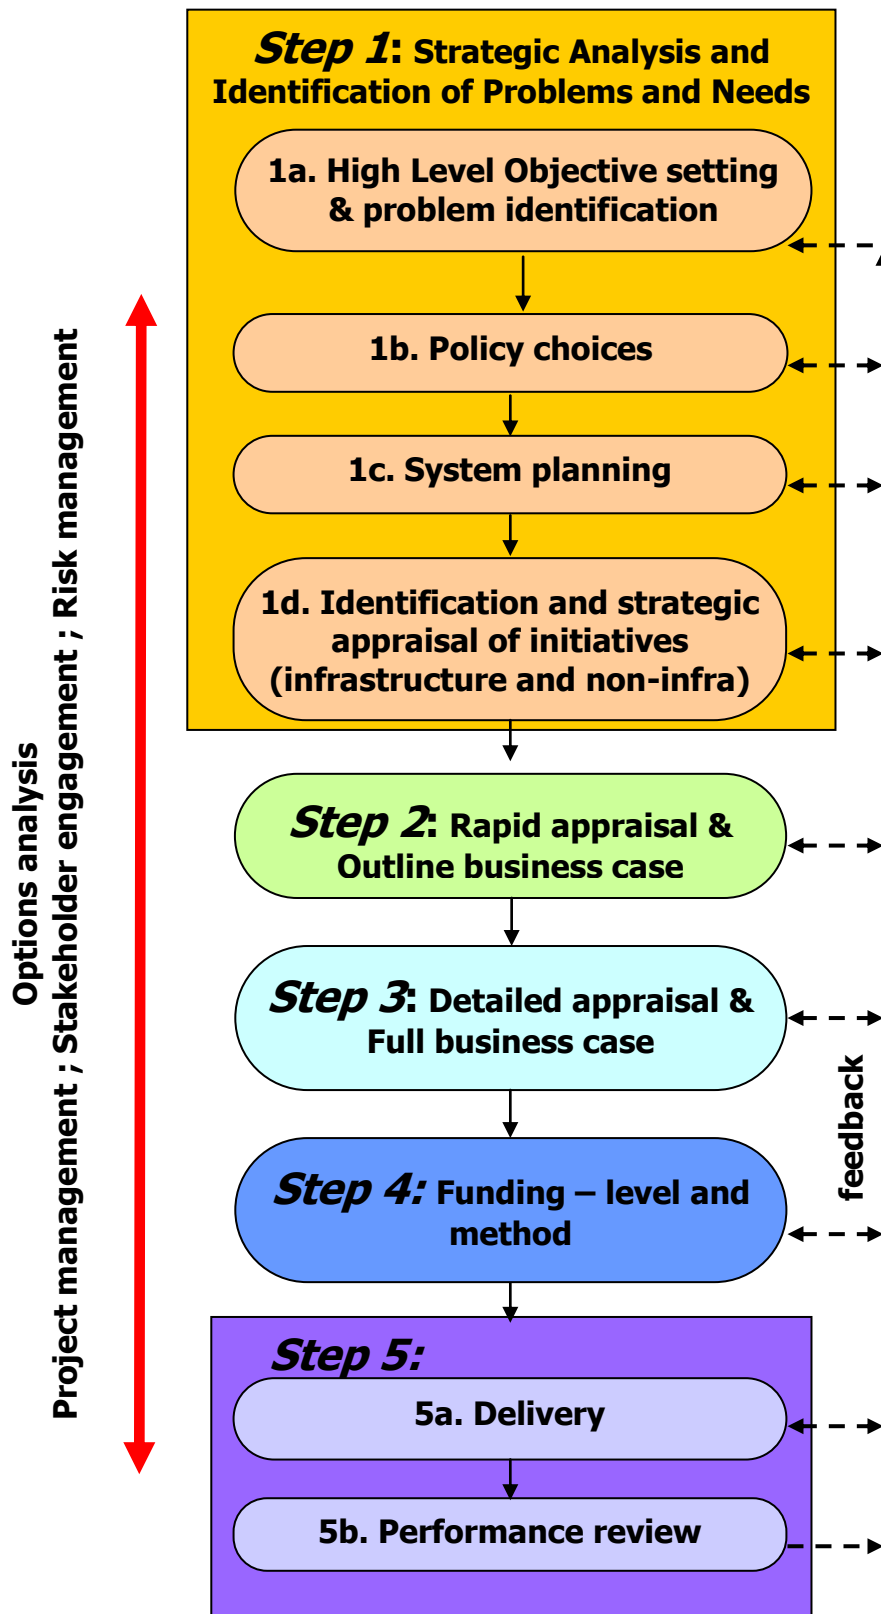 Step 1: Strategic Analysis and
Identification of Problems and Needs
1a. High Level Objective setting
& problem identification
1b. Policy choices
1c. System planning
1d. Identification and strategic
appraisal of initiatives
(infrastructure and non-infra)
Step 2: Rapid appraisal &
Outline business case
Step 3: Detailed appraisal &
Full business case
Step 4: Funding – level and
method
Step 5:
5a. Delivery
5b. Performance review
Options analysis
Project management ; Stakeholder engagement ; Risk management
feedback